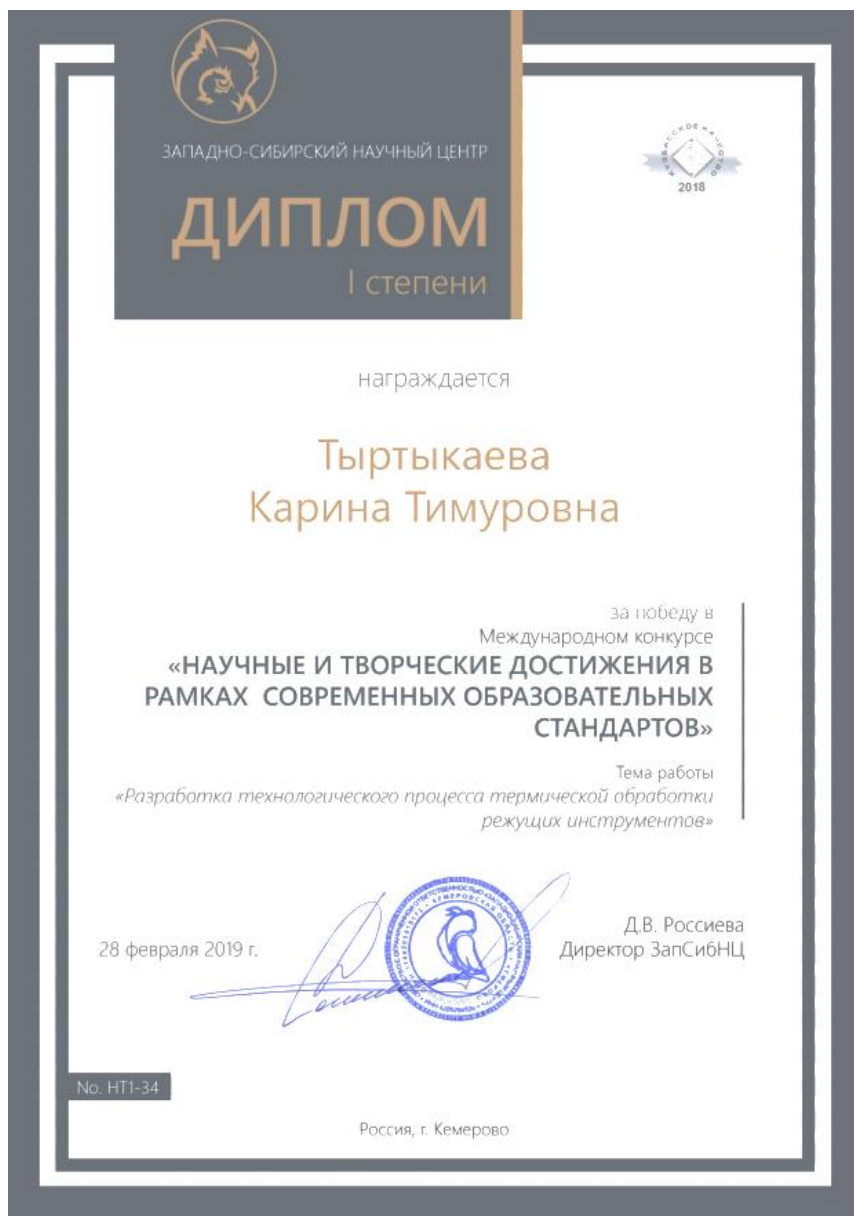 ЗАПАДНО-СИБИРСКИЙ НАУЧНЫЙ ЦЕНТР
КУЗБАССКОЕ КАЧЕСТВО
2018
ДИПЛОМ
I степени
награждается
Тыртыкаева
Карина Тимуровна
за победу в
Международном конкурсе
«НАУЧНЫЕ И ТВОРЧЕСКИЕ ДОСТИЖЕНИЯ В
РАМКАХ СОВРЕМЕННЫХ ОБРАЗОВАТЕЛЬНЫХ
СТАНДАРТОВ»
Тема работы
«Разработка технологического процесса термической обработки
режущих инструментов»
28 февраля 2019 г.
Д.В. Россиева
Директор ЗапСибНЦ
No. НТ1-34
Россия, г. Кемерово